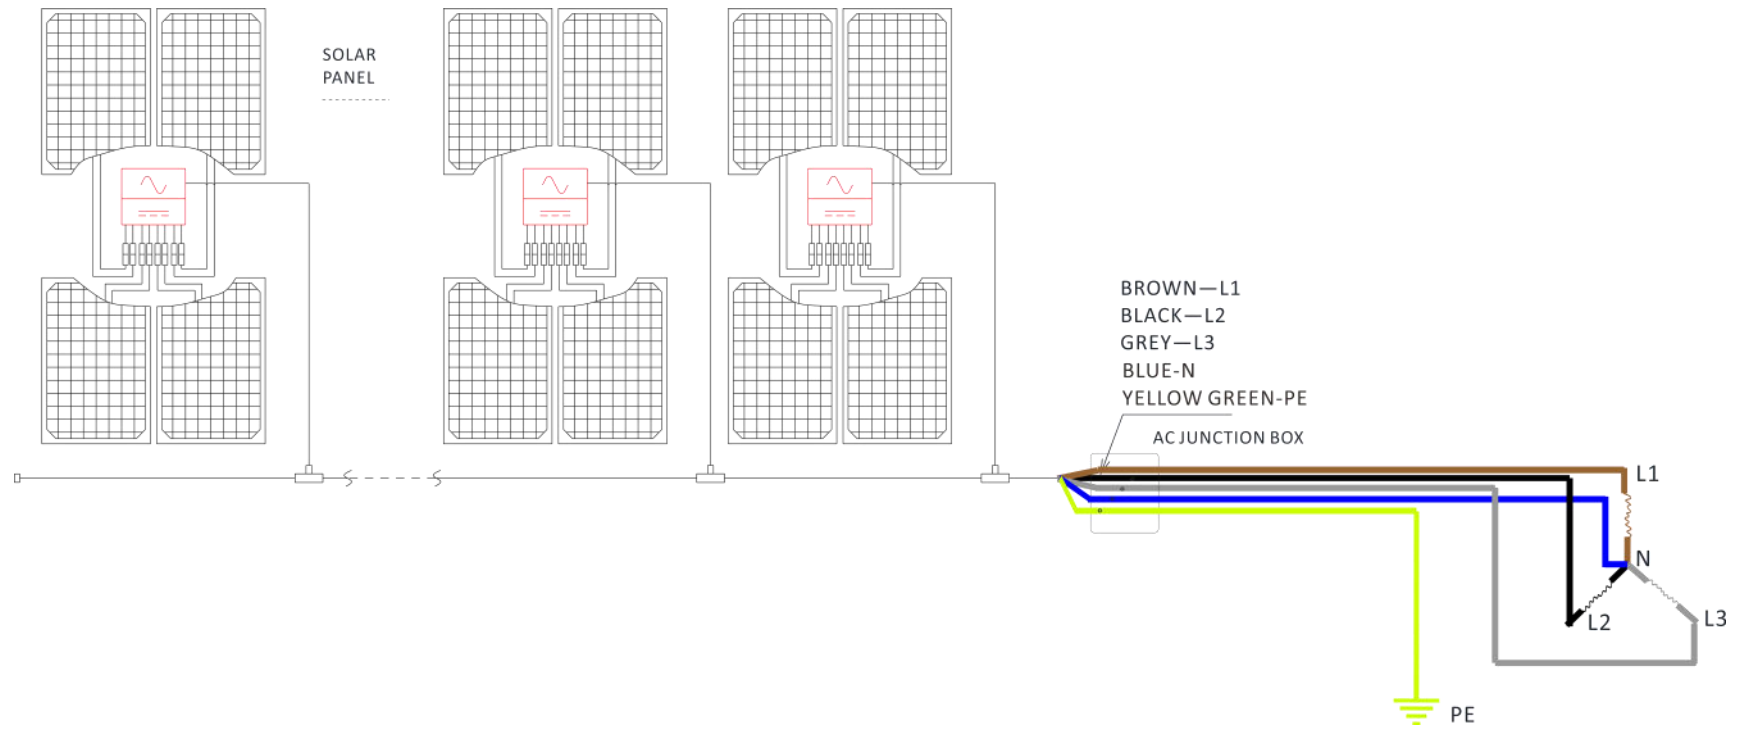 SOLAR
PANEL
BROWN—L1
BLACK—L2
GREY—L3
BLUE-N
YELLOW GREEN-PE
AC JUNCTION BOX
L1
N
L2
L3
PE